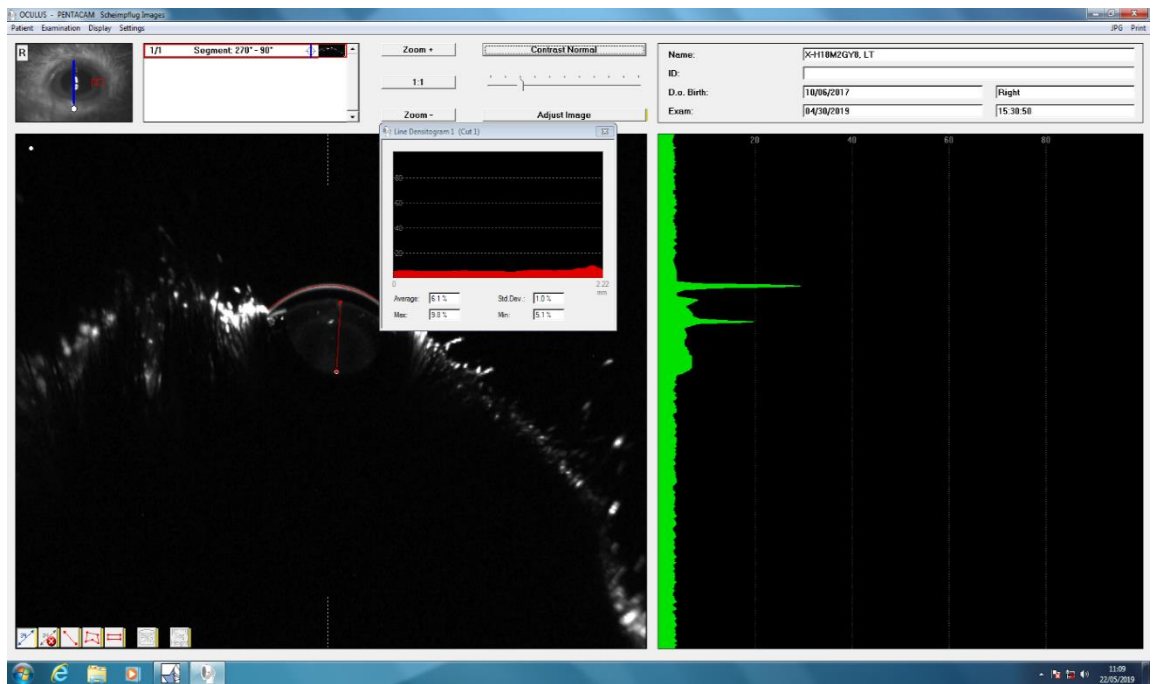 OCULUS - PENTACAM Scheimpflug Images
Patient Examination Display Settings JPG Print
R
1/1 Segment: 270° - 90°
Zoom +
1:1
Zoom -
Contrast Normal
Adjust Image
Name: X-H18M2GY8, LT
ID:
D.o. Birth: 10/06/2017 Right
Exam: 04/30/2019 15:30:50
Line Densitogram 1 (Cut 1)
80
60
40
20
0 2.22
mm
Average: 6.1 % Std.Dev.: 1.0 %
Max: 9.8 % Min: 5.1 %
20 40 60 80
11:09
22/05/2019